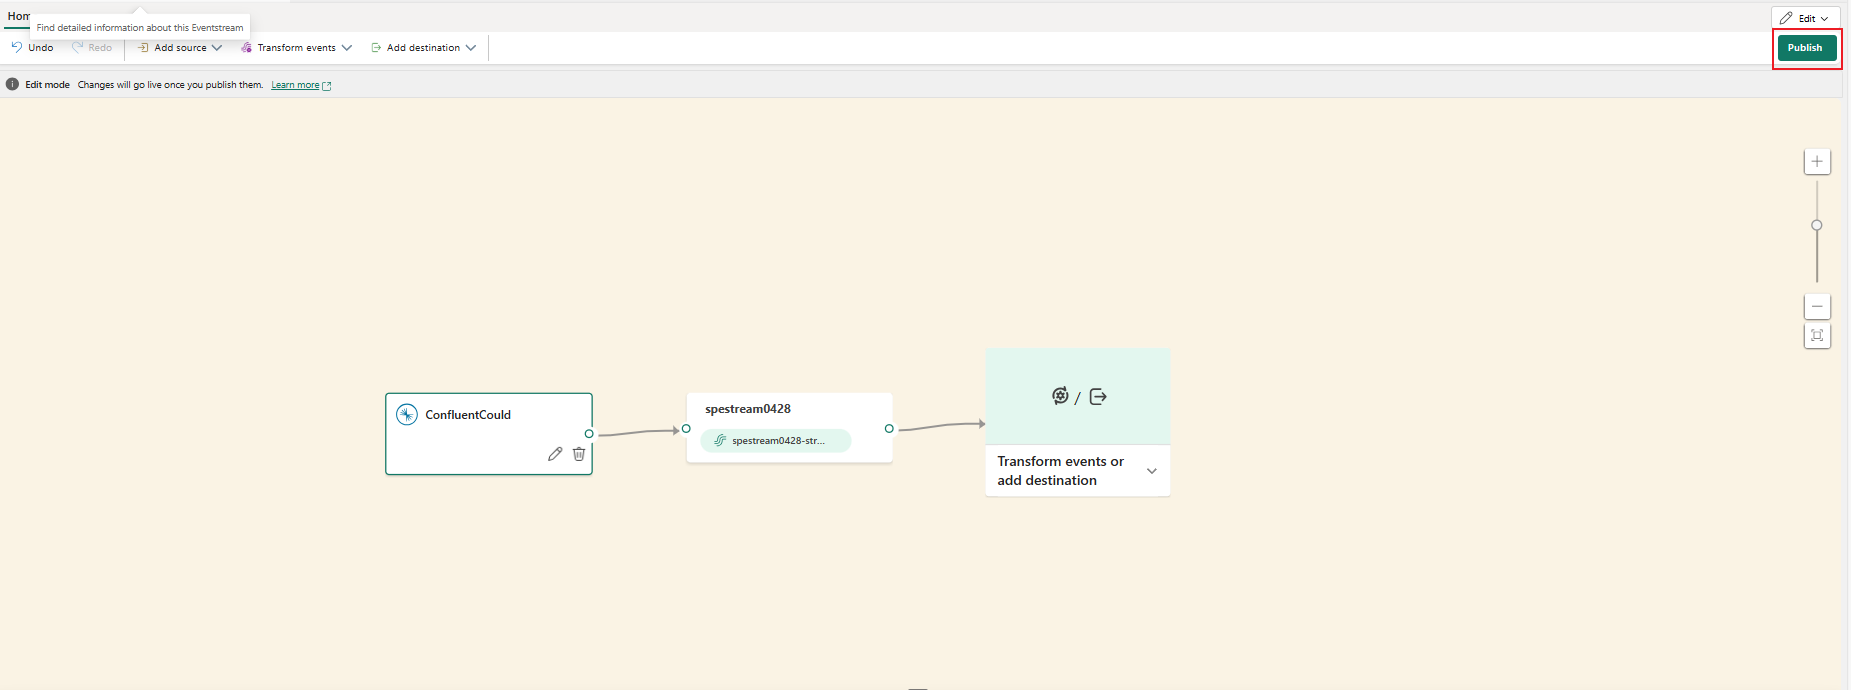 Hom
Find detailed information about this Eventstream
Edit
Undo Redo Add source Transform events Add destination
Publish
Edit mode Changes will go live once you publish them. Learn more
ConfluentCould
spestream0428
spestream0428-str...
/
Transform events or
add destination